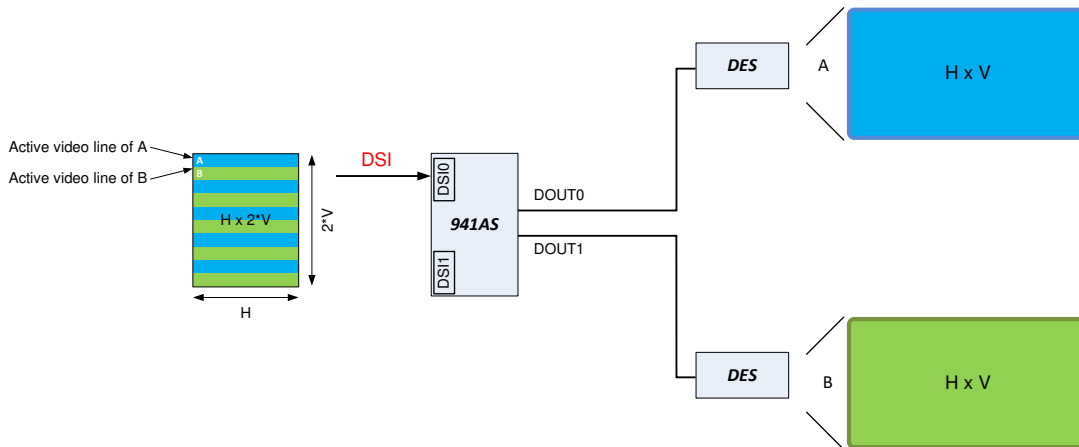 Active video line of A
Active video line of B
A
B
H x 2*V
2*V
H
DSI
DSI0
941AS
DSI1
DOUT0
DOUT1
DES
A
H x V
DES
B
H x V